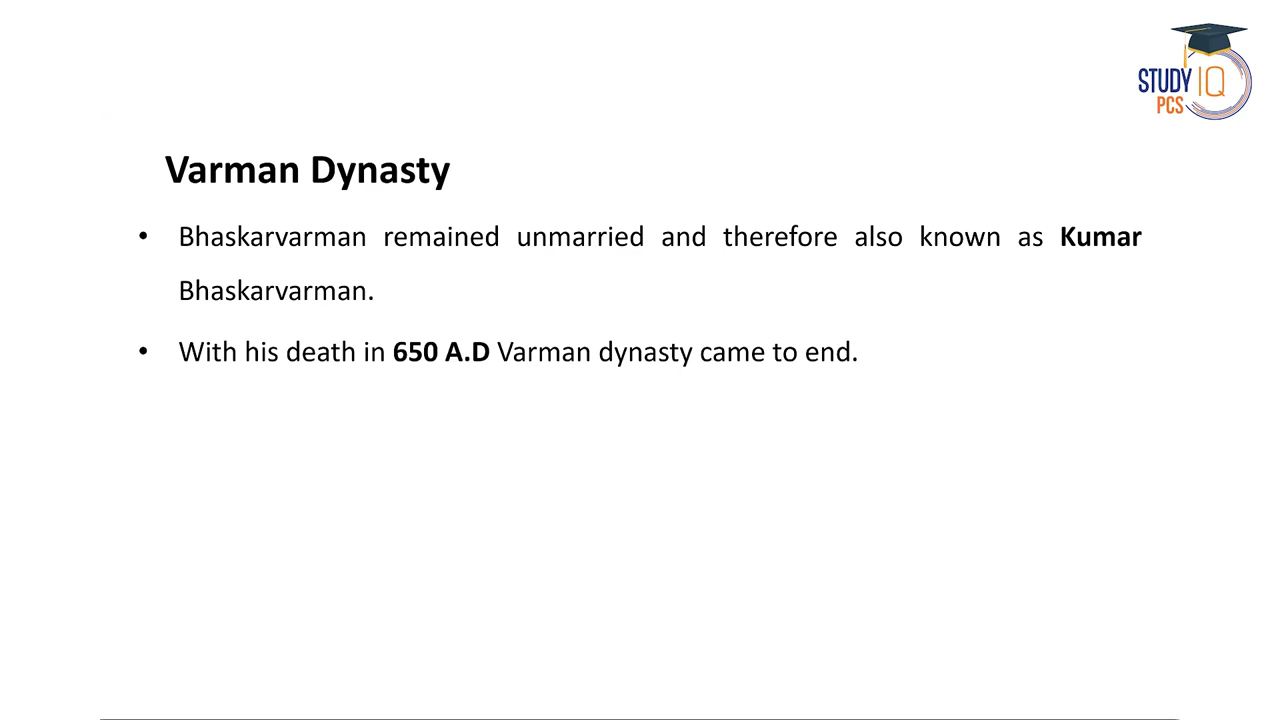 STUDY IQ
PCS
Varman Dynasty
• Bhaskarvarman remained unmarried and therefore also known as Kumar
Bhaskarvarman.
• With his death in 650 A.D Varman dynasty came to end.